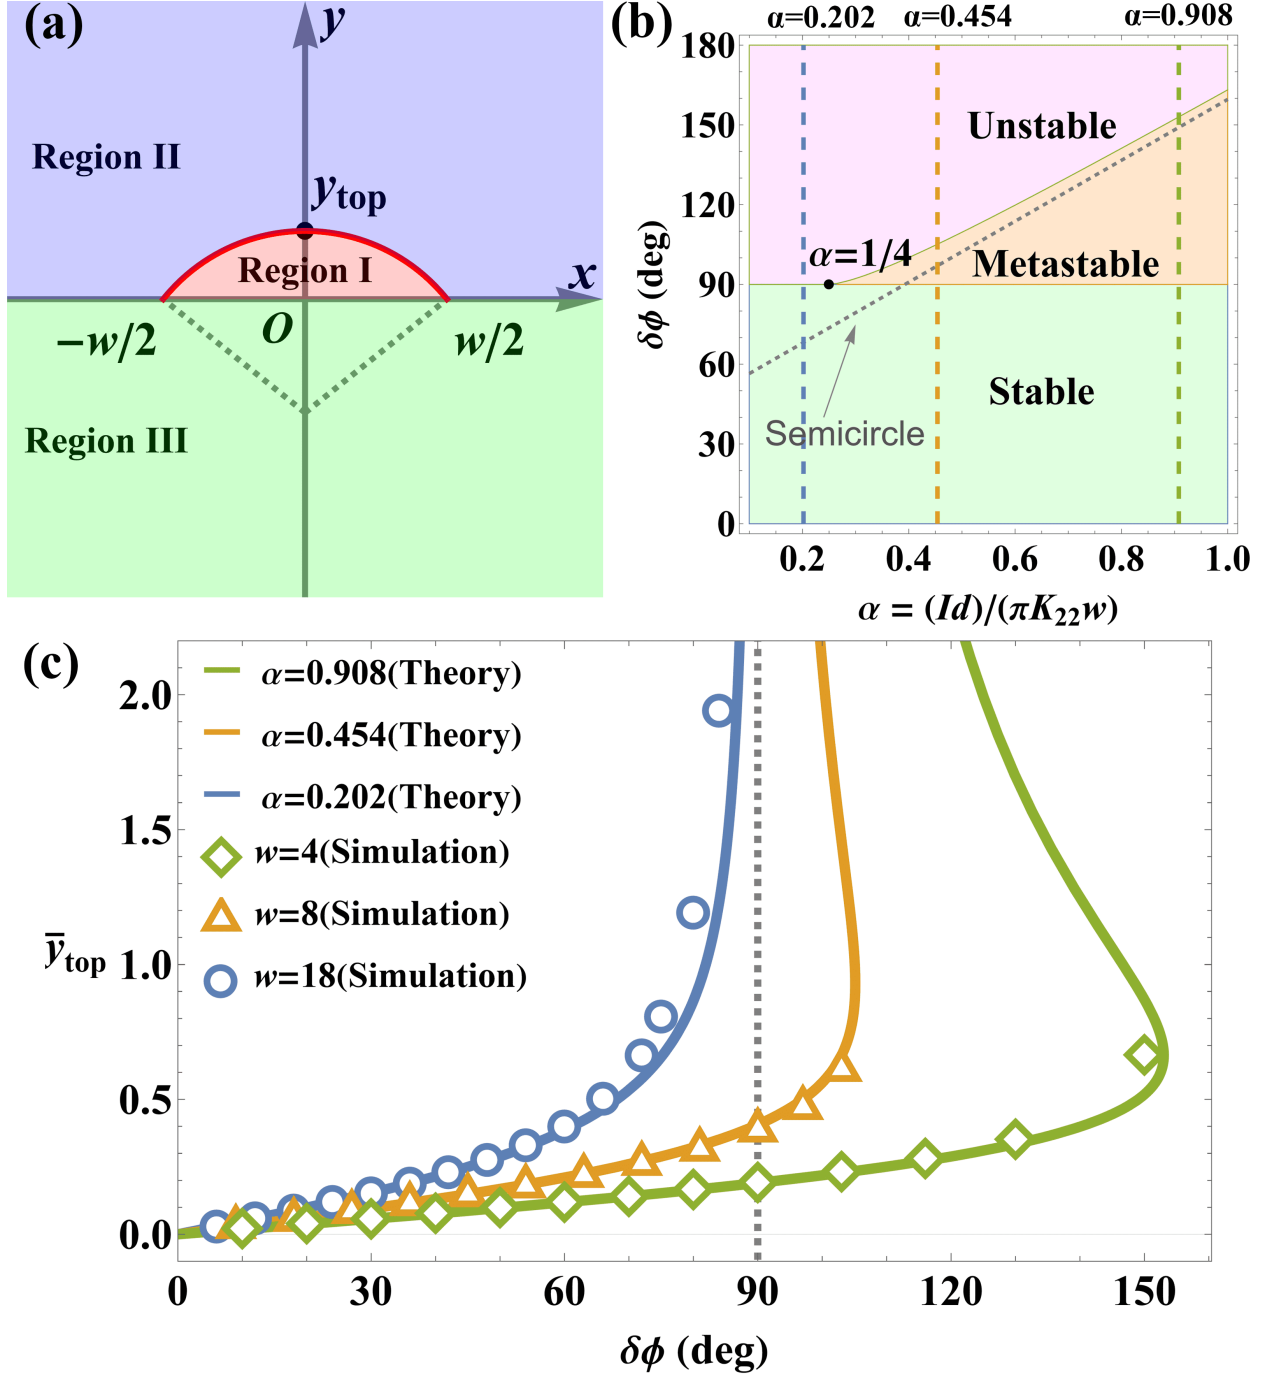 (a)
y
Region II
y_top
Region I
x
−w/2
O
w/2
Region III
(b)
α=0.202
α=0.454
α=0.908
180
150
120
90
60
30
0
δϕ (deg)
Unstable
α=1/4
Metastable
Stable
Semicircle
0.2
0.4
0.6
0.8
1.0
α = (Id)/(πK₂₂w)
(c)
α=0.908(Theory)
α=0.454(Theory)
α=0.202(Theory)
w=4(Simulation)
w=8(Simulation)
w=18(Simulation)
2.0
1.5
1.0
0.5
0.0
ȳ_top
0
30
60
90
120
150
δϕ (deg)